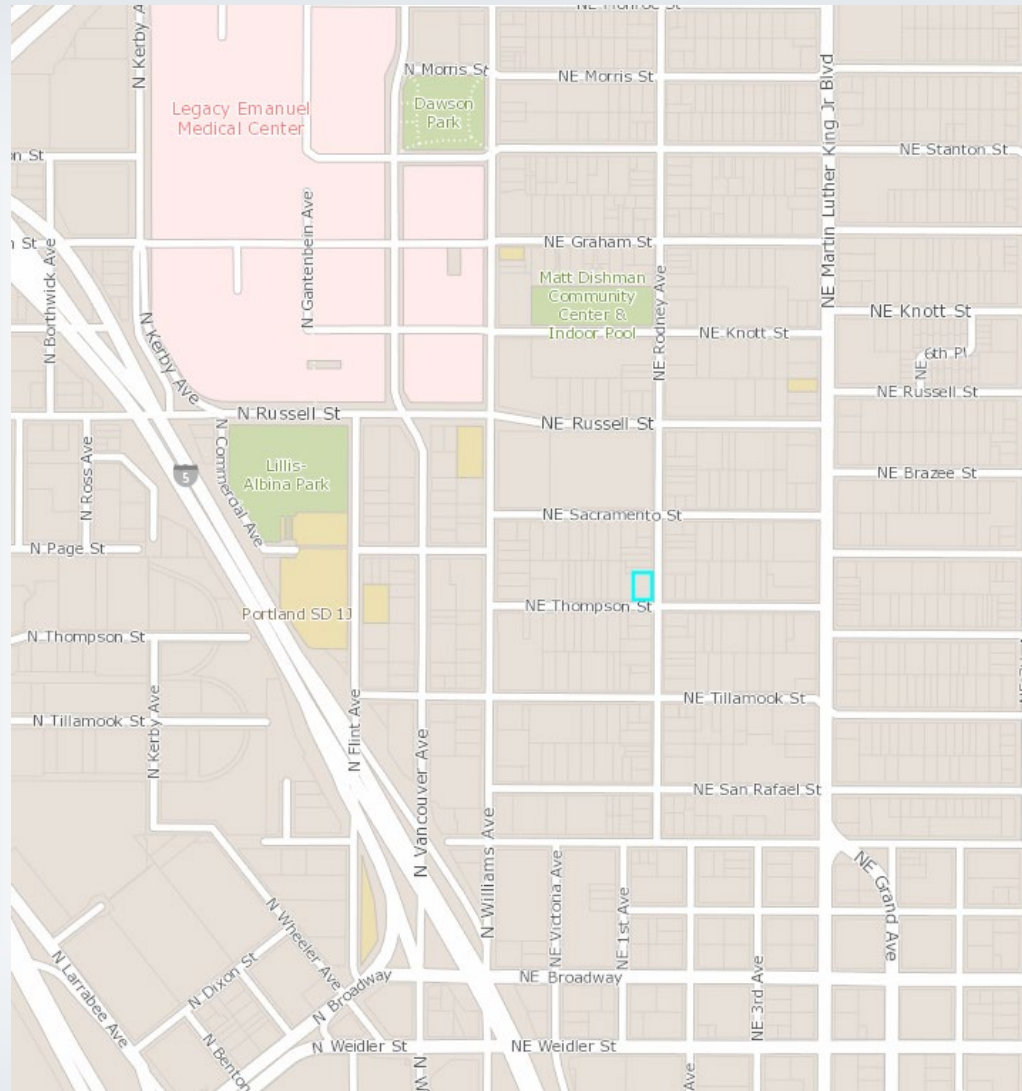 NE Monroe St
N Kerby A
N Morris St
NE Morris St
Dawson
Park
Legacy Emanuel
Medical Center
NE Martin Luther King Jr Blvd
n St
NE Stanton St
N Gantenbein Ave
n St
N Borthwick Ave
NE Graham St
Matt Dishman
Community
Center &
Indoor Pool
NE Rodney Ave
NE Knott St
NE Knott St
NE 6th Pl
N Kerby Ave
NE Russell St
N Russell St
NE Russell St
N Commercial Ave
N Ross Ave
Lillis-
Albina Park
5
NE Brazee St
NE Sacramento St
N Page St
Portland SD 1J
NE Thompson St
N Thompson St
N Kerby Ave
N Flint Ave
N Vancouver Ave
NE Tillamook St
N Tillamook St
NE San Rafael St
N Williams Ave
NE Victoria Ave
NE 1st Ave
NE Grand Ave
N Wheeler Ave
N Larrabee Ave
N Dixon St
N Broadway
NE Broadway
NE 3rd Ave
N Benton
N Weidler St
NE Weidler St
N W
Ave